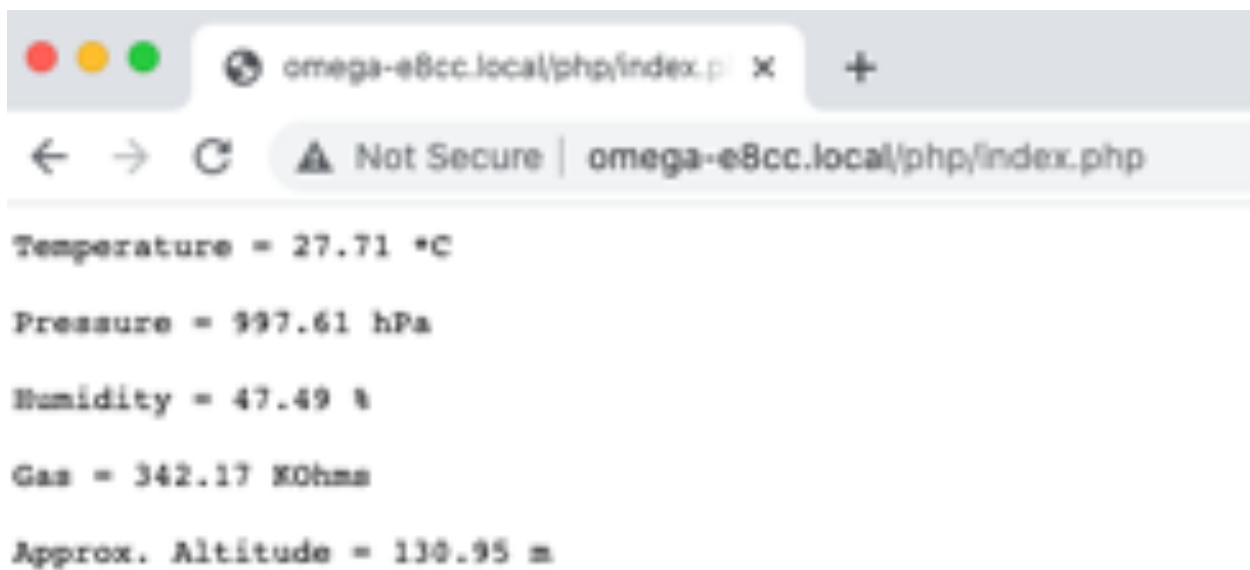 omega-e8cc.local/php/index.p
Not Secure | omega-e8cc.local/php/index.php
Temperature = 27.71 *C
Pressure = 997.61 hPa
Humidity = 47.49 %
Gas = 342.17 KOhms
Approx. Altitude = 130.95 m